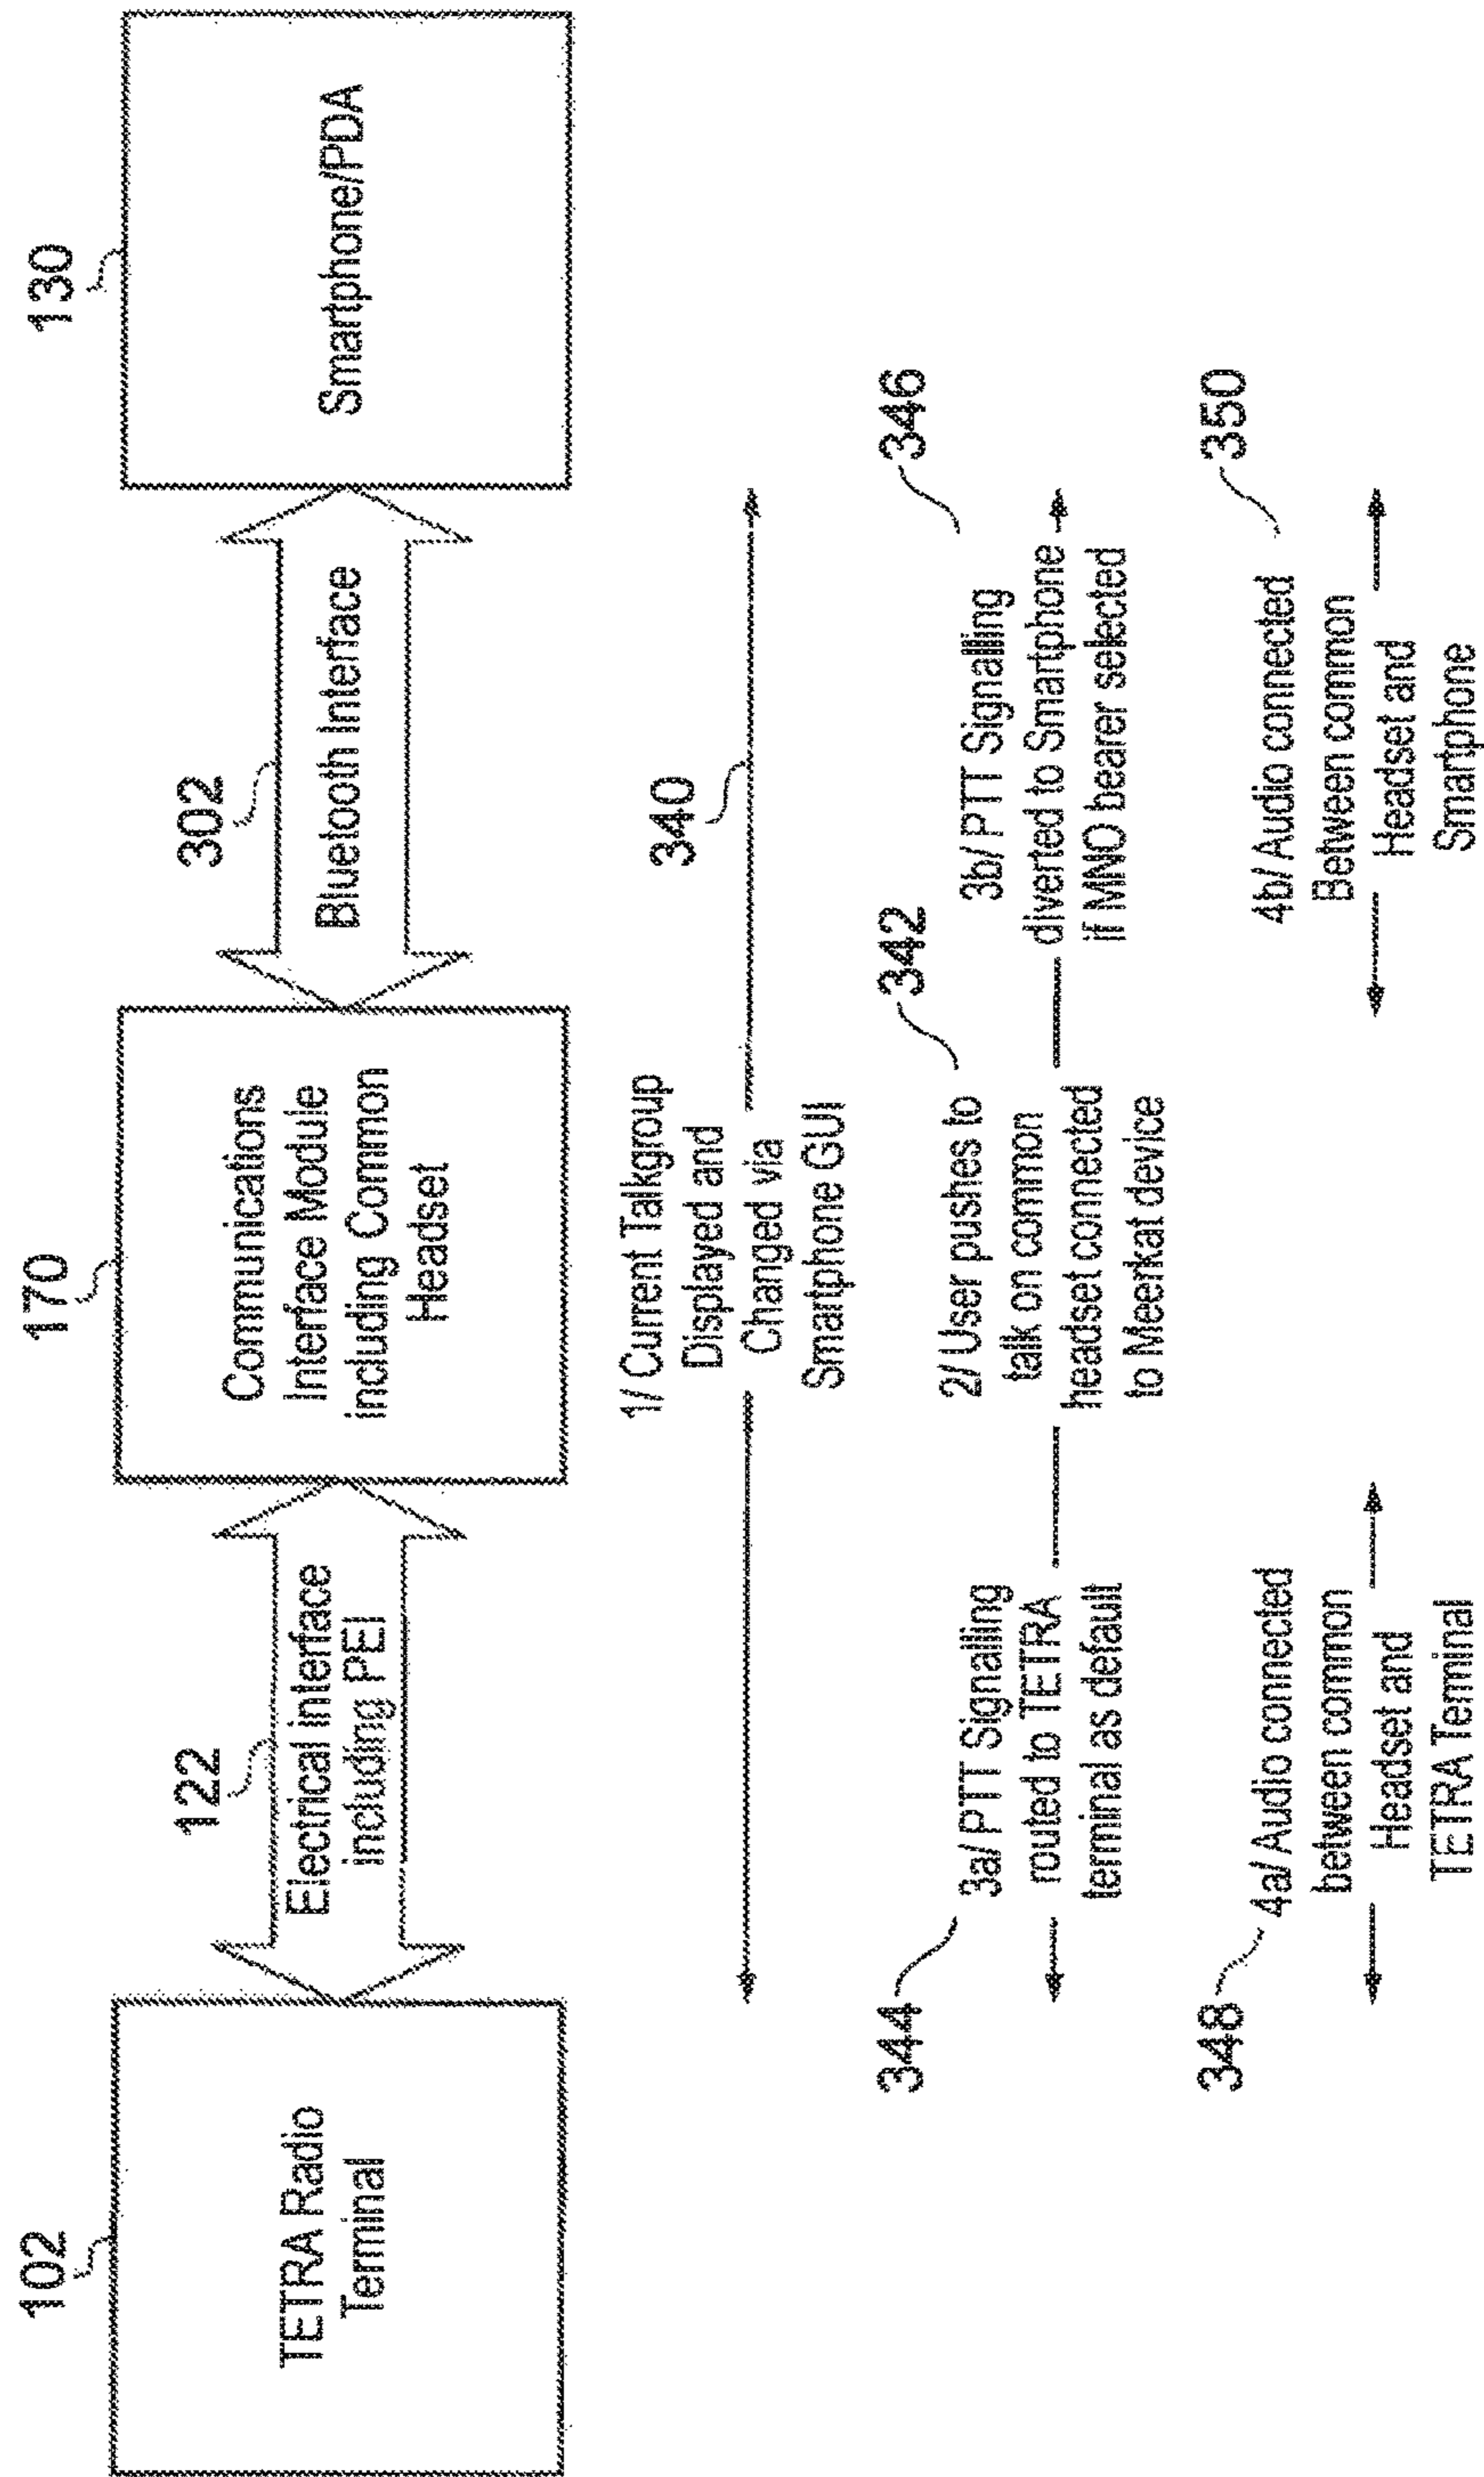 102
TETRA Radio
Terminal
122
Electrical interface
including PEI
170
Communications
Interface Module
including Common
Headset
302
Bluetooth Interface
130
Smartphone/PDA
340
1/ Current Talkgroup
Displayed and
Changed via
Smartphone GUI
344
3a/ PTT Signalling
routed to TETRA
terminal as default
342
2/ User pushes to
talk on common
headset connected
to Meerkat device
346
3b/ PTT Signalling
diverted to Smartphone
if MNO bearer selected
348
4a/ Audio connected
between common
Headset and
TETRA Terminal
350
4b/ Audio connected
Between common
Headset and
Smartphone